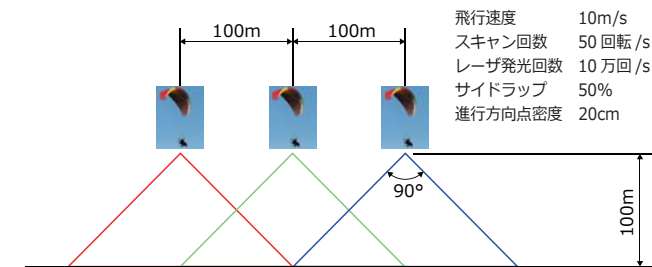 飛行速度 10m/s
スキャン回数 50回転/s
レーザ発光回数 10万回/s
サイドラップ 50%
進行方向点密度 20cm
100m 100m
90°
100m